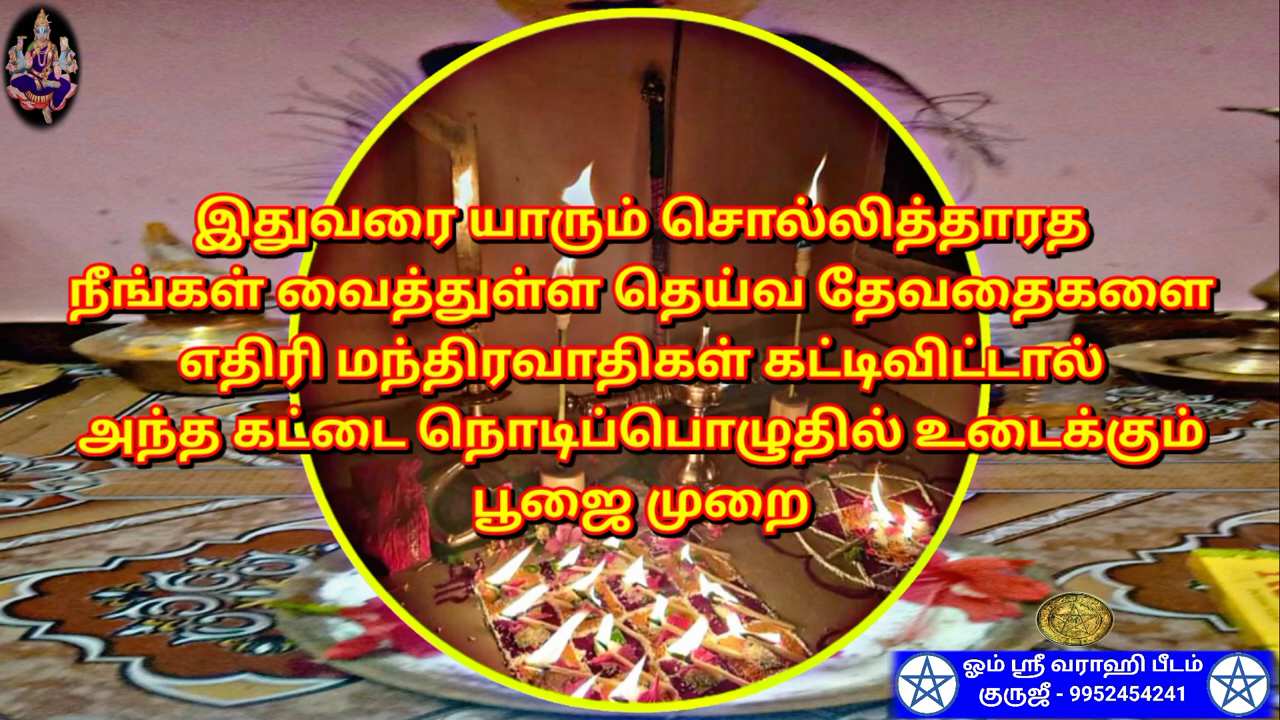 இதுவரை யாரும் சொல்லித்தாரத
நீங்கள் வைத்துள்ள தெய்வ தேவதைகளை
எதிரி மந்திரவாதிகள் கட்டிவிட்டால்
அந்த கட்டை நொடிப்பொழுதில் உடைக்கும்
பூஜை முறை
ஓம் ஸ்ரீ வராஹி பீடம்
குருஜீ - 9952454241